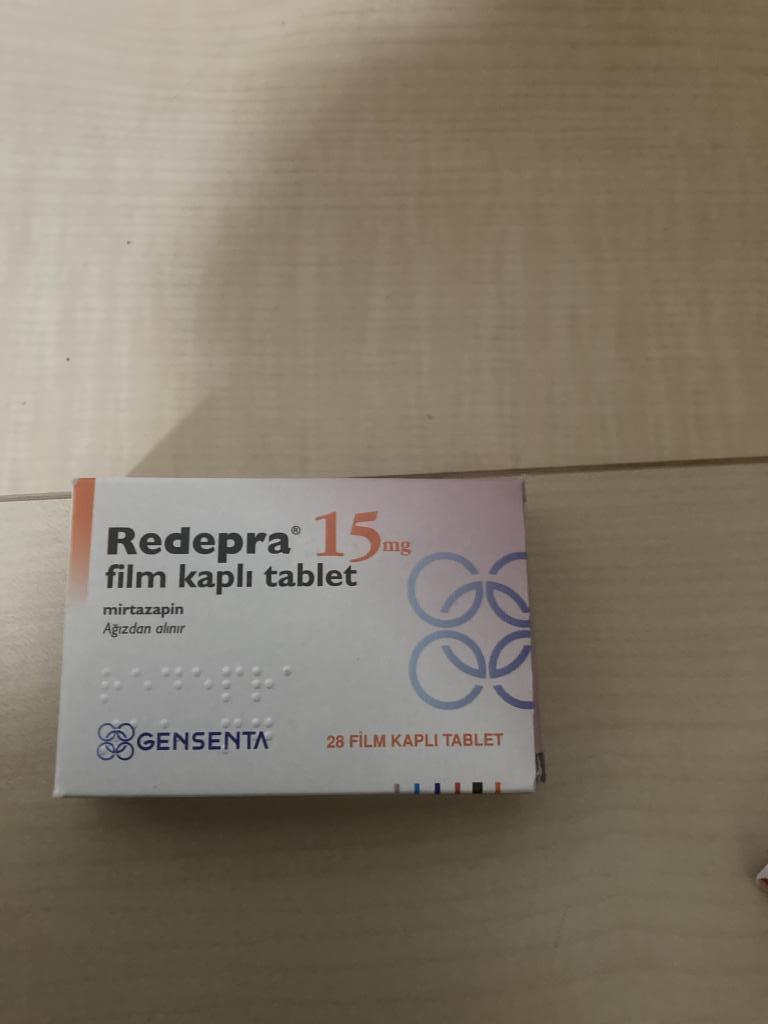 Redepra® 15mg
film kaplı tablet
mirtazapin
Ağızdan alınır
GENSENTA
28 FİLM KAPLI TABLET